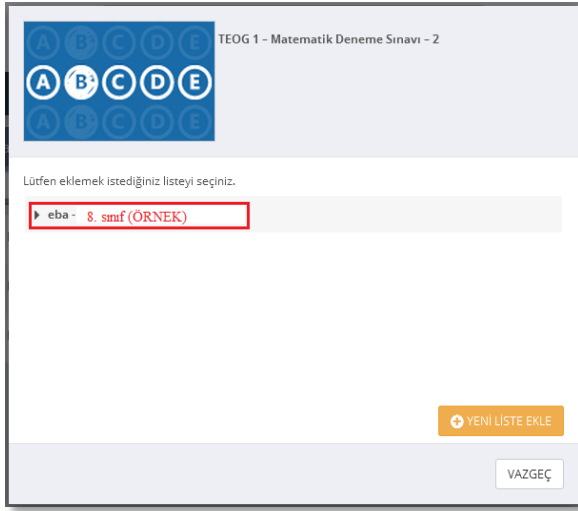 A B C D E
TEOG 1 – Matematik Deneme Sınavı – 2
A B C D E
A B C D E
Lütfen eklemek istediğiniz listeyi seçiniz.
eba - 8. sınıf (ÖRNEK)
YENİ LİSTE EKLE
VAZGEÇ